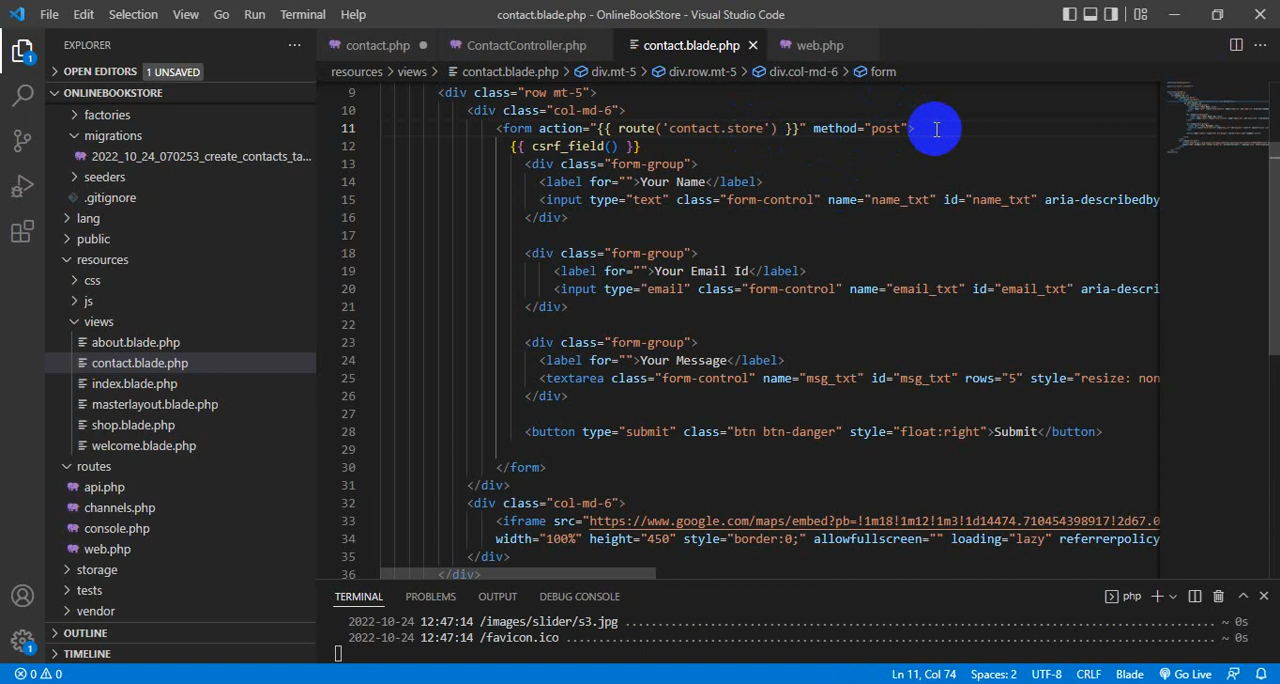 File Edit Selection View Go Run Terminal Help contact.blade.php - OnlineBookStore - Visual Studio Code
EXPLORER
OPEN EDITORS 1 UNSAVED
ONLINEBOOKSTORE
factories
migrations
2022_10_24_070253_create_contacts_ta...
seeders
.gitignore
lang
public
resources
css
js
views
about.blade.php
contact.blade.php
index.blade.php
masterlayout.blade.php
shop.blade.php
welcome.blade.php
routes
api.php
channels.php
console.php
web.php
storage
tests
vendor
OUTLINE
TIMELINE
contact.php ContactController.php contact.blade.php web.php
resources > views > contact.blade.php > div.mt-5 > div.row.mt-5 > div.col-md-6 > form
9 <div class="row mt-5">
10 <div class="col-md-6">
11 <form action="{{ route('contact.store') }}" method="post">
12 {{ csrf_field() }}
13 <div class="form-group">
14 <label for="">Your Name</label>
15 <input type="text" class="form-control" name="name_txt" id="name_txt" aria-describedby
16 </div>
17
18 <div class="form-group">
19 <label for="">Your Email Id</label>
20 <input type="email" class="form-control" name="email_txt" id="email_txt" aria-descri
21 </div>
22
23 <div class="form-group">
24 <label for="">Your Message</label>
25 <textarea class="form-control" name="msg_txt" id="msg_txt" rows="5" style="resize: non
26 </div>
27
28 <button type="submit" class="btn btn-danger" style="float:right">Submit</button>
29
30 </form>
31 </div>
32 <div class="col-md-6">
33 <iframe src="https://www.google.com/maps/embed?pb=!1m18!1m12!1m3!1d14474.710454398917!2d67.0
34 width="100%" height="450" style="border:0;" allowfullscreen="" loading="lazy" referrerpolicy
35 </div>
36 </div>
TERMINAL PROBLEMS OUTPUT DEBUG CONSOLE php
2022-10-24 12:47:14 /images/slider/s3.jpg ........................................ ~ 0s
2022-10-24 12:47:14 /favicon.ico ........................................ ~ 0s
0 0 Ln 11, Col 74 Spaces: 2 UTF-8 CRLF Blade Go Live